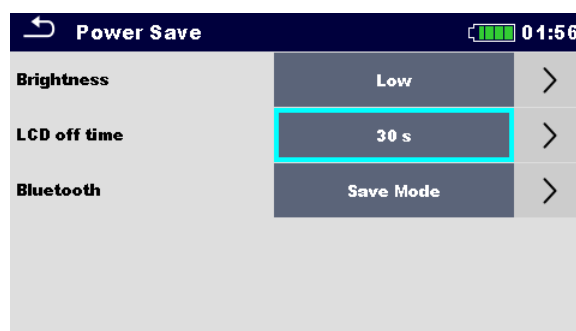 Power Save 01:56
Brightness Low
LCD off time 30 s
Bluetooth Save Mode